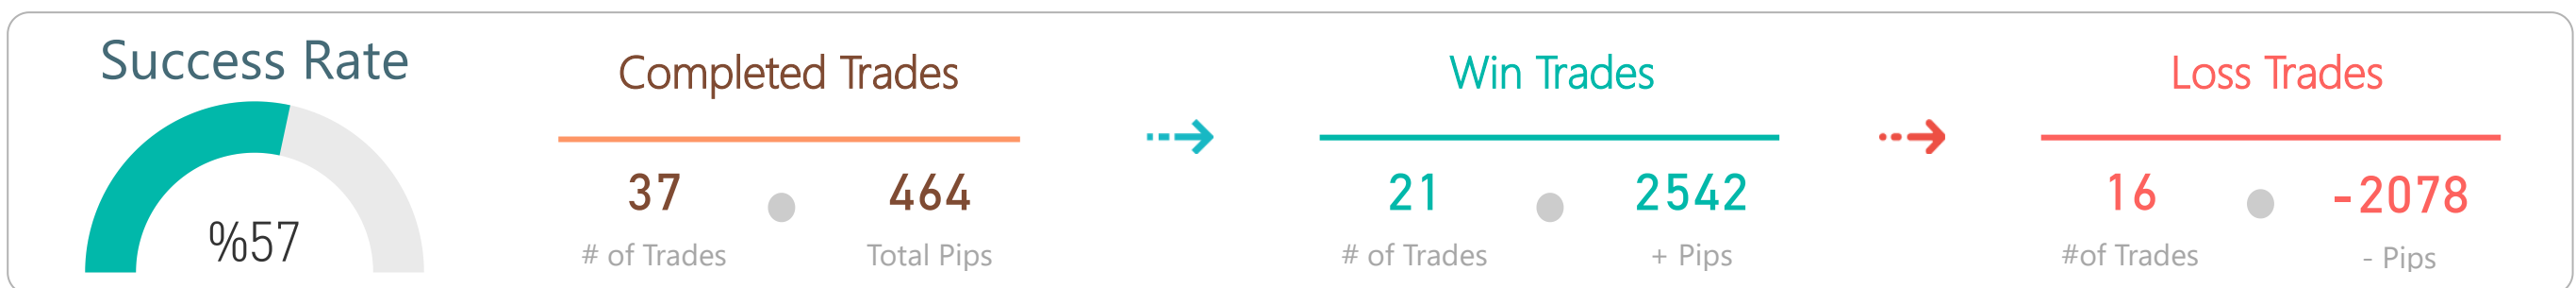 Success Rate
%57
Completed Trades
37 464
# of Trades Total Pips
Win Trades
21 2542
# of Trades + Pips
Loss Trades
16 -2078
#of Trades - Pips